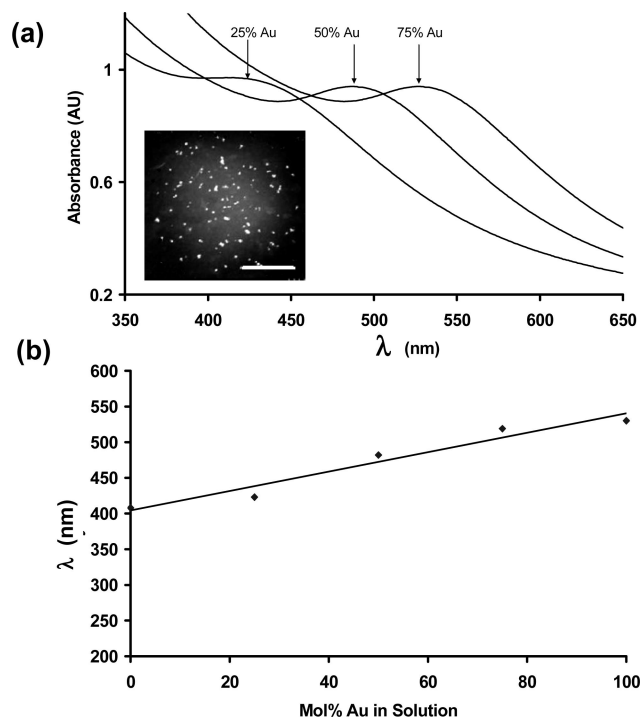 (a)
25% Au 50% Au 75% Au
Absorbance (AU)
1
0.6
0.2
350 400 450 500 550 600 650
λ (nm)
(b)
λ (nm)
600
550
500
450
400
350
300
250
200
0 20 40 60 80 100
Mol% Au in Solution